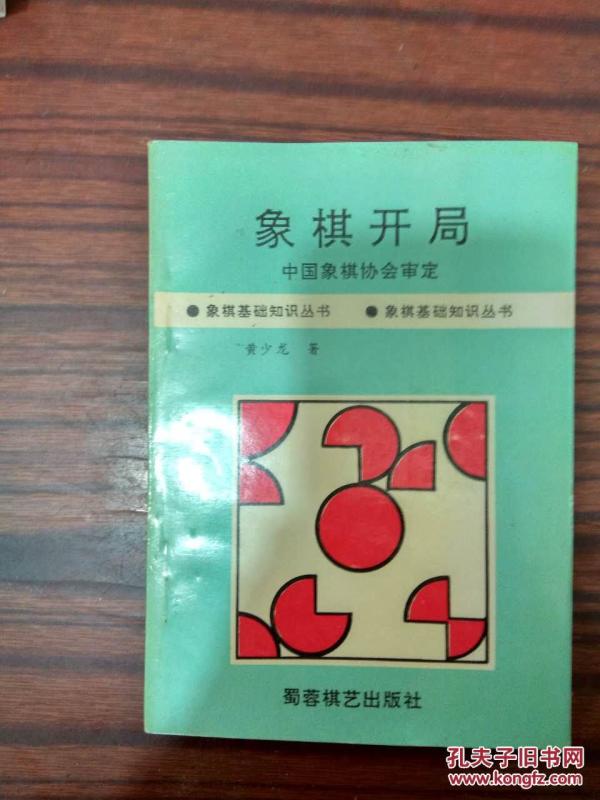 象棋开局
中国象棋协会审定
●象棋基础知识丛书 ●象棋基础知识丛书
黄少龙 著
蜀蓉棋艺出版社
孔夫子旧书网
www.kongfz.com